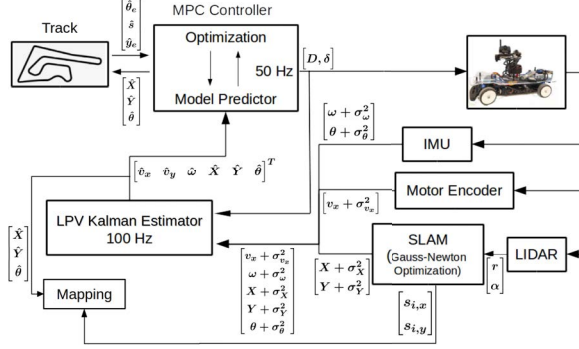 MPC Controller
Track
θ̂e
ŝ
ŷe
Optimization
50 Hz
Model Predictor
[D, δ]
X̂
Ŷ
θ̂
ω + σ²ω
θ + σ²θ
IMU
[v̂x v̂y ω̂ X̂ Ŷ θ̂]T
Motor Encoder
[vx + σ²vx]
LPV Kalman Estimator
100 Hz
SLAM
(Gauss-Newton
Optimization)
LIDAR
X̂
Ŷ
θ̂
vx + σ²vx
ω + σ²ω
X + σ²X
Y + σ²Y
θ + σ²θ
X + σ²X
Y + σ²Y
r
α
Mapping
si,x
si,y